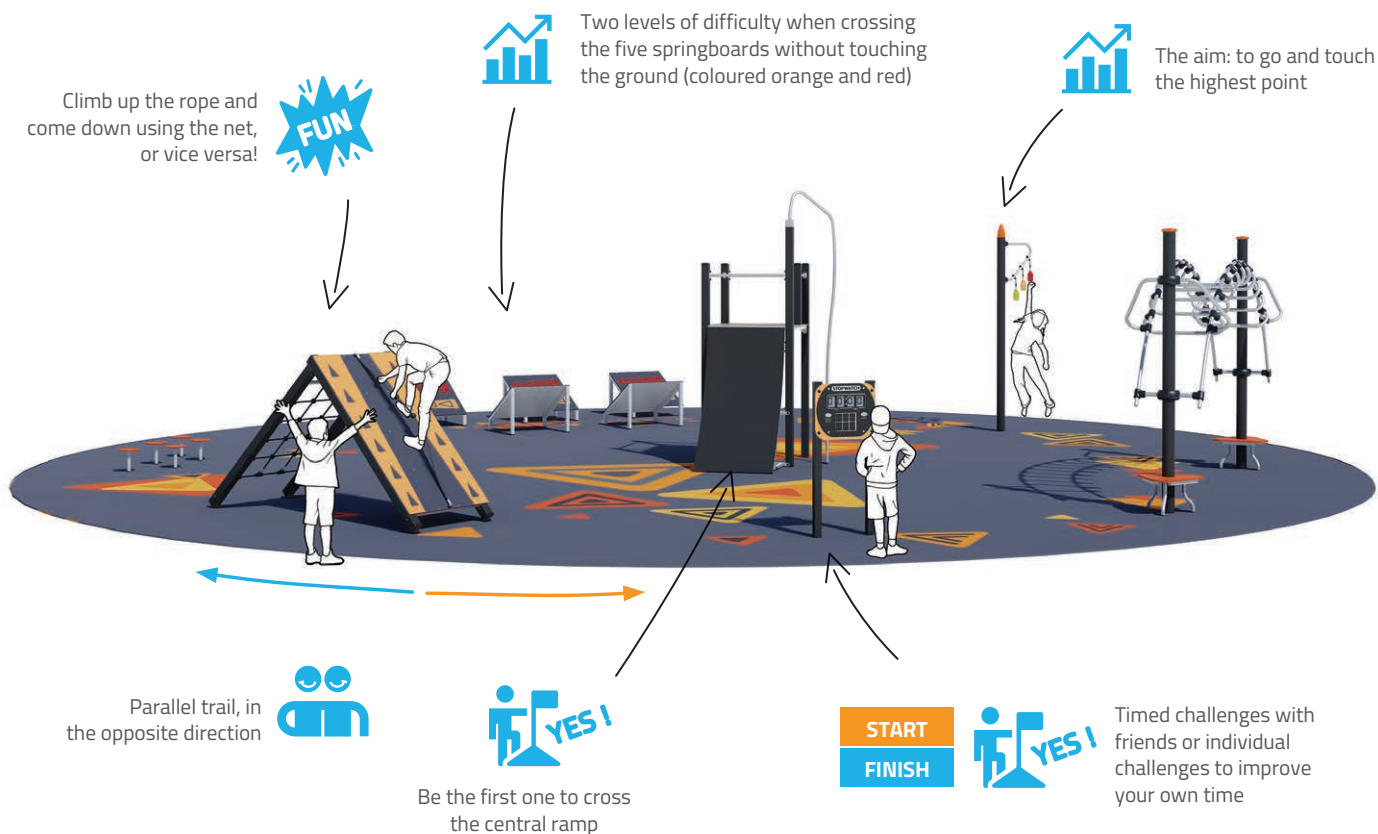 Two levels of difficulty when crossing
the five springboards without touching
the ground (coloured orange and red)
The aim: to go and touch
the highest point
Climb up the rope and
come down using the net,
or vice versa!
FUN
STOPWATCH
Parallel trail, in
the opposite direction
YES !
Be the first one to cross
the central ramp
START
FINISH
YES !
Timed challenges with
friends or individual
challenges to improve
your own time